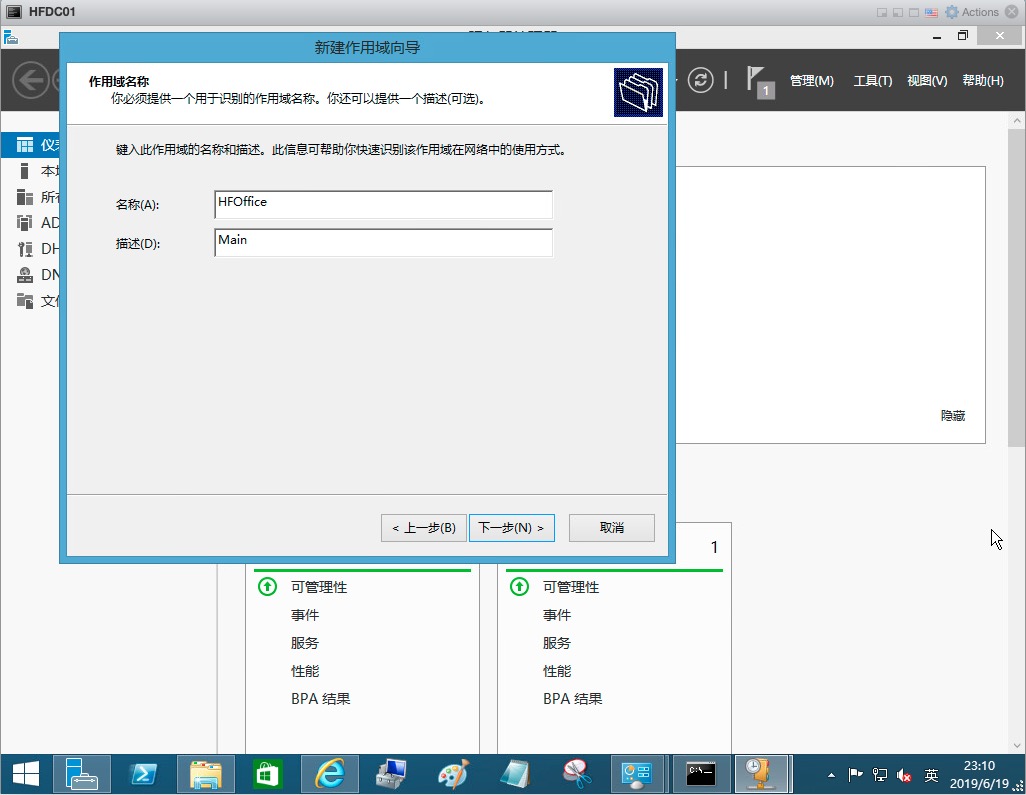 HFDC01
Actions
新建作用域向导
作用域名称
你必须提供一个用于识别的作用域名称。你还可以提供一个描述(可选)。
1
管理(M) 工具(T) 视图(V) 帮助(H)
键入此作用域的名称和描述。此信息可帮助你快速识别该作用域在网络中的使用方式。
名称(A):
HFOffice
描述(D):
Main
AD
DN
隐藏
< 上一步(B)
下一步(N) >
取消
1
可管理性
事件
服务
性能
BPA 结果
可管理性
事件
服务
性能
BPA 结果
英
23:10
2019/6/19